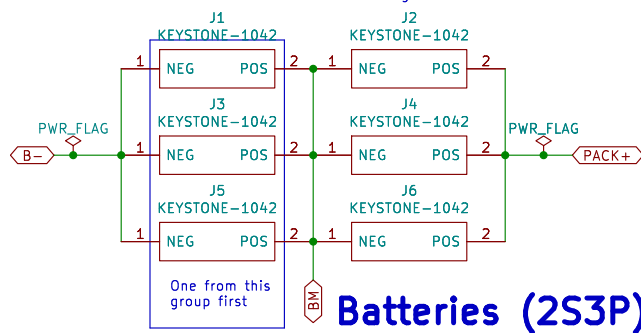 J1 J2
KEYSTONE-1042 KEYSTONE-1042
1 NEG POS 2 1 NEG POS 2
J3 J4
PWR_FLAG KEYSTONE-1042 KEYSTONE-1042 PWR_FLAG
B- 1 NEG POS 2 1 NEG POS 2 PACK+
J5 J6
KEYSTONE-1042 KEYSTONE-1042
1 NEG POS 2 1 NEG POS 2
One from this
group first
BM
Batteries (2S3P)